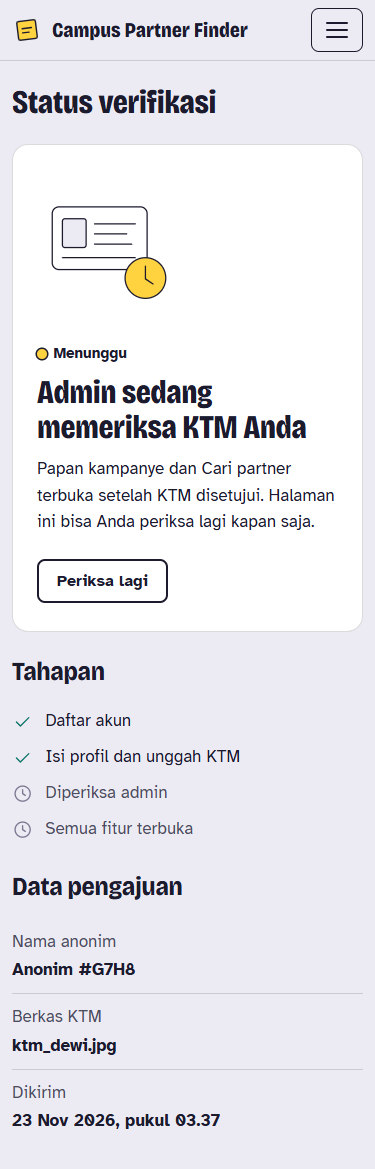 Campus Partner Finder
Status verifikasi
Menunggu
Admin sedang
memeriksa KTM Anda
Papan kampanye dan Cari partner
terbuka setelah KTM disetujui. Halaman
ini bisa Anda periksa lagi kapan saja.
Periksa lagi
Tahapan
Daftar akun
Isi profil dan unggah KTM
Diperiksa admin
Semua fitur terbuka
Data pengajuan
Nama anonim
Anonim #G7H8
Berkas KTM
ktm_dewi.jpg
Dikirim
23 Nov 2026, pukul 03.37